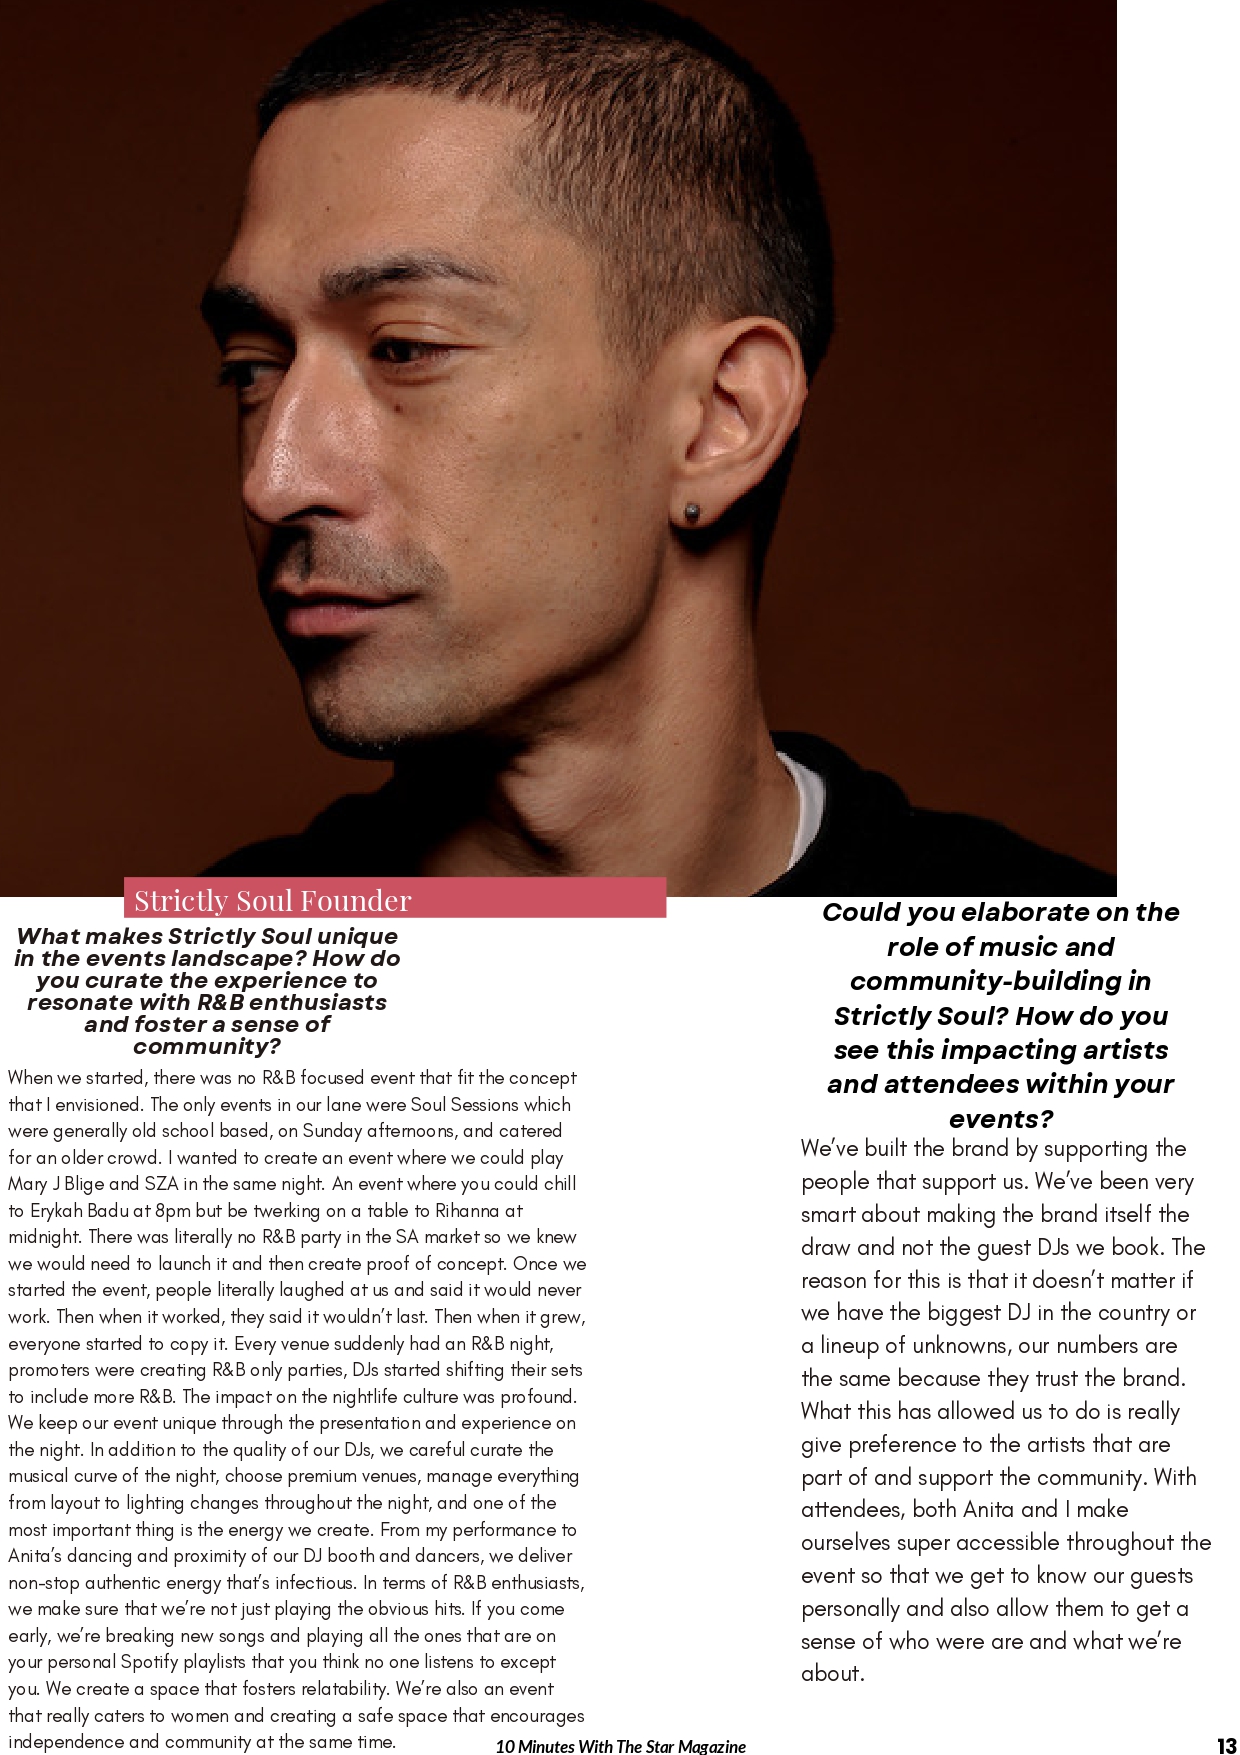 Strictly Soul Founder
What makes Strictly Soul unique
in the events landscape? How do
you curate the experience to
resonate with R&B enthusiasts
and foster a sense of
community?
When we started, there was no R&B focused event that fit the concept
that I envisioned. The only events in our lane were Soul Sessions which
were generally old school based, on Sunday afternoons, and catered
for an older crowd. I wanted to create an event where we could play
Mary J Blige and SZA in the same night. An event where you could chill
to Erykah Badu at 8pm but be twerking on a table to Rihanna at
midnight. There was literally no R&B party in the SA market so we knew
we would need to launch it and then create proof of concept. Once we
started the event, people literally laughed at us and said it would never
work. Then when it worked, they said it wouldn't last. Then when it grew,
everyone started to copy it. Every venue suddenly had an R&B night,
promoters were creating R&B only parties, DJs started shifting their sets
to include more R&B. The impact on the nightlife culture was profound.
We keep our event unique through the presentation and experience on
the night. In addition to the quality of our DJs, we careful curate the
musical curve of the night, choose premium venues, manage everything
from layout to lighting changes throughout the night, and one of the
most important thing is the energy we create. From my performance to
Anita's dancing and proximity of our DJ booth and dancers, we deliver
non-stop authentic energy that's infectious. In terms of R&B enthusiasts,
we make sure that we're not just playing the obvious hits. If you come
early, we're breaking new songs and playing all the ones that are on
your personal Spotify playlists that you think no one listens to except
you. We create a space that fosters relatability. We're also an event
that really caters to women and creating a safe space that encourages
independence and community at the same time.
Could you elaborate on the
role of music and
community-building in
Strictly Soul? How do you
see this impacting artists
and attendees within your
events?
We've built the brand by supporting the
people that support us. We've been very
smart about making the brand itself the
draw and not the guest DJs we book. The
reason for this is that it doesn't matter if
we have the biggest DJ in the country or
a lineup of unknowns, our numbers are
the same because they trust the brand.
What this has allowed us to do is really
give preference to the artists that are
part of and support the community. With
attendees, both Anita and I make
ourselves super accessible throughout the
event so that we get to know our guests
personally and also allow them to get a
sense of who were are and what we're
about.
10 Minutes With The Star Magazine
13